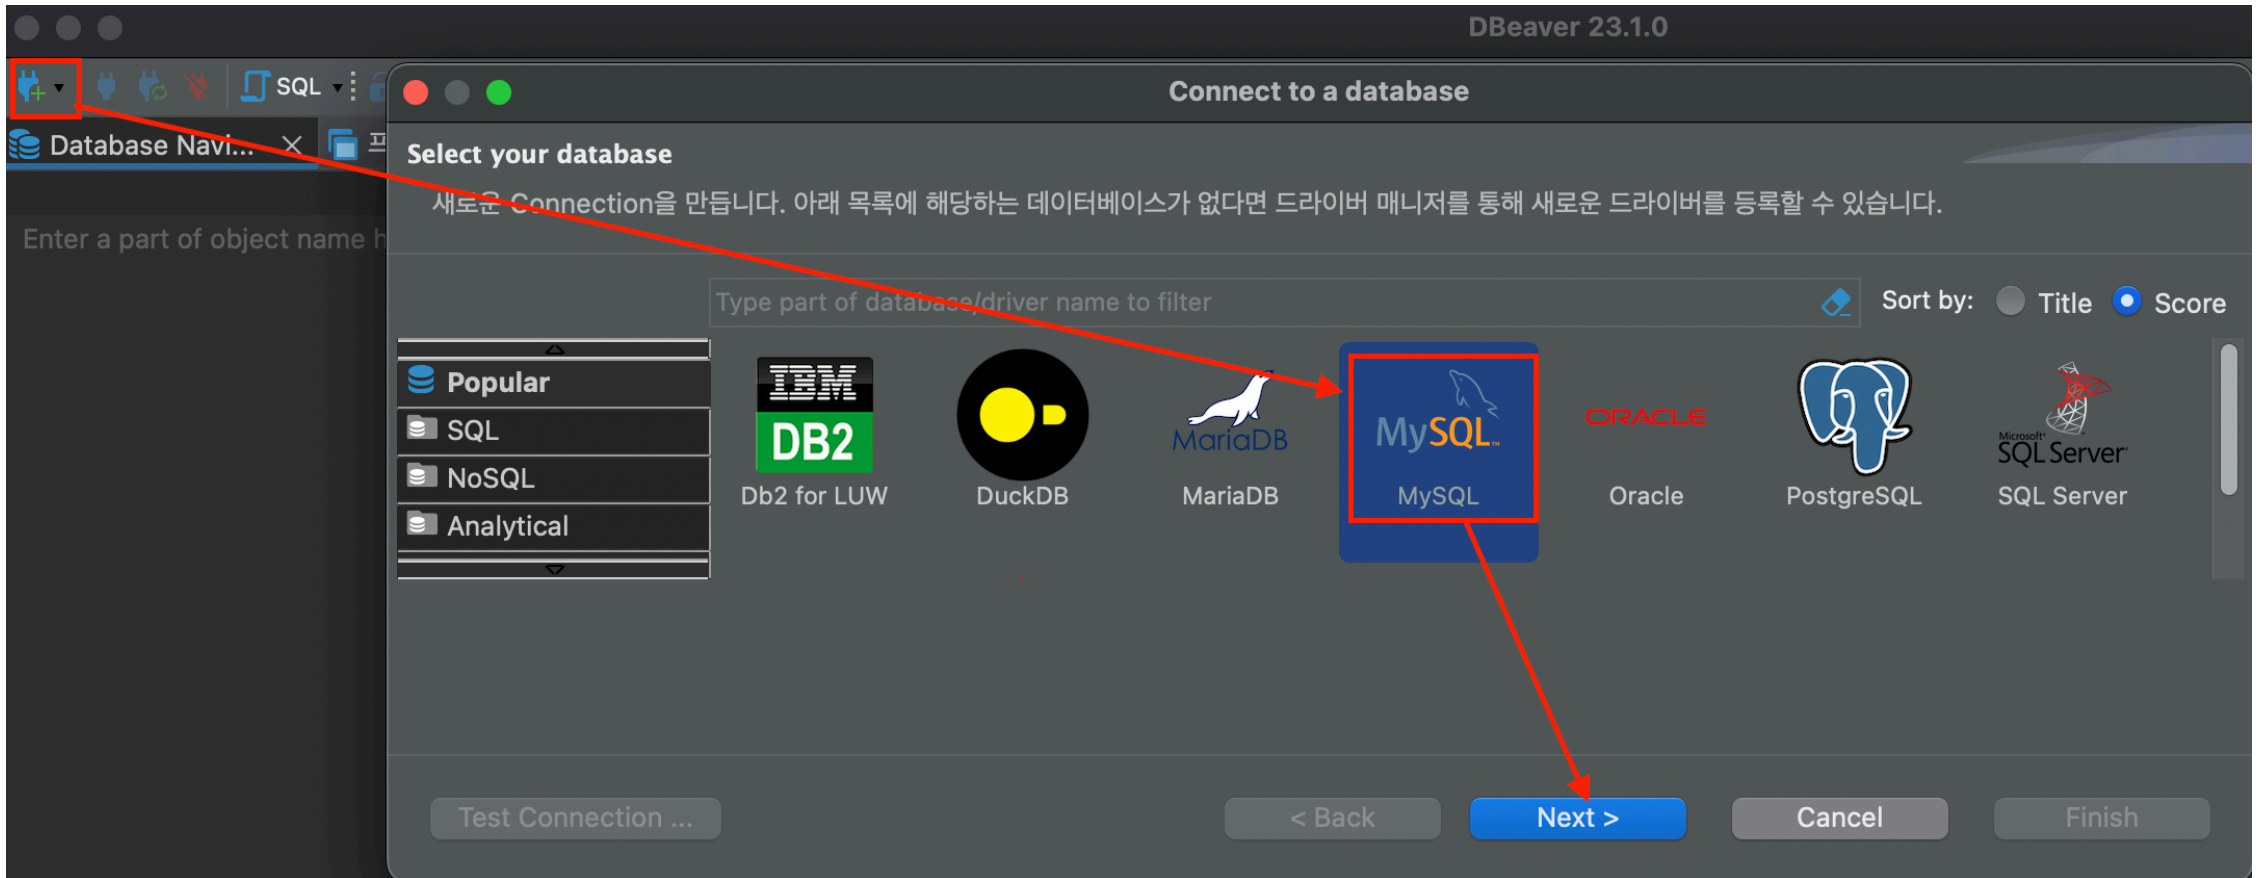 DBeaver 23.1.0
SQL
Database Navi...
프
Enter a part of object name h
Connect to a database
Select your database
새로운 Connection을 만듭니다. 아래 목록에 해당하는 데이터베이스가 없다면 드라이버 매니저를 통해 새로운 드라이버를 등록할 수 있습니다.
Type part of database/driver name to filter
Sort by: Title Score
Popular
SQL
NoSQL
Analytical
IBM
DB2
Db2 for LUW
DuckDB
MariaDB
MariaDB
MySQL™
MySQL
ORACLE
Oracle
PostgreSQL
Microsoft®
SQL Server
SQL Server
Test Connection ...
< Back
Next >
Cancel
Finish